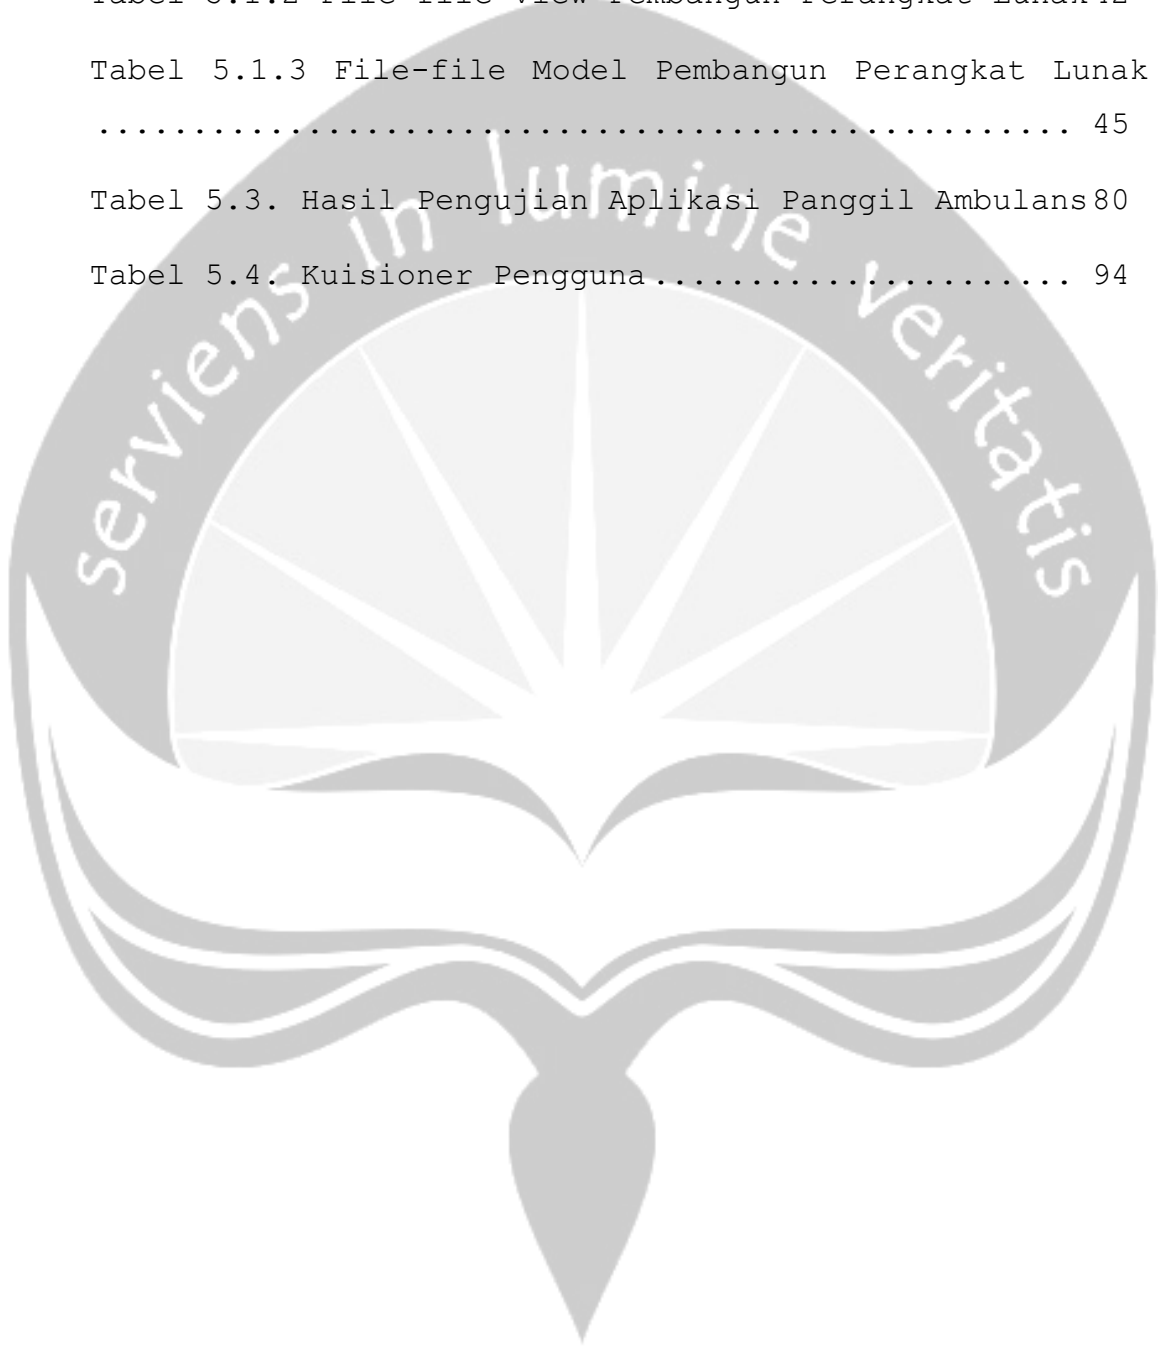 Tabel 5.1.3 File-file Model Pembangun Perangkat Lunak
.................................................... 45
Tabel 5.3. Hasil Pengujian Aplikasi Panggil Ambulans 80
Tabel 5.4. Kuisioner Pengguna...................... 94
serviens in lumine veritatis